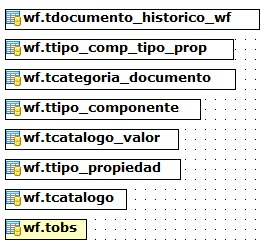 wf.tdocumento_historico_wf
wf.ttipo_comp_tipo_prop
wf.tcategoria_documento
wf.ttipo_componente
wf.tcatalogo_valor
wf.ttipo_propiedad
wf.tcatalogo
wf.tobs